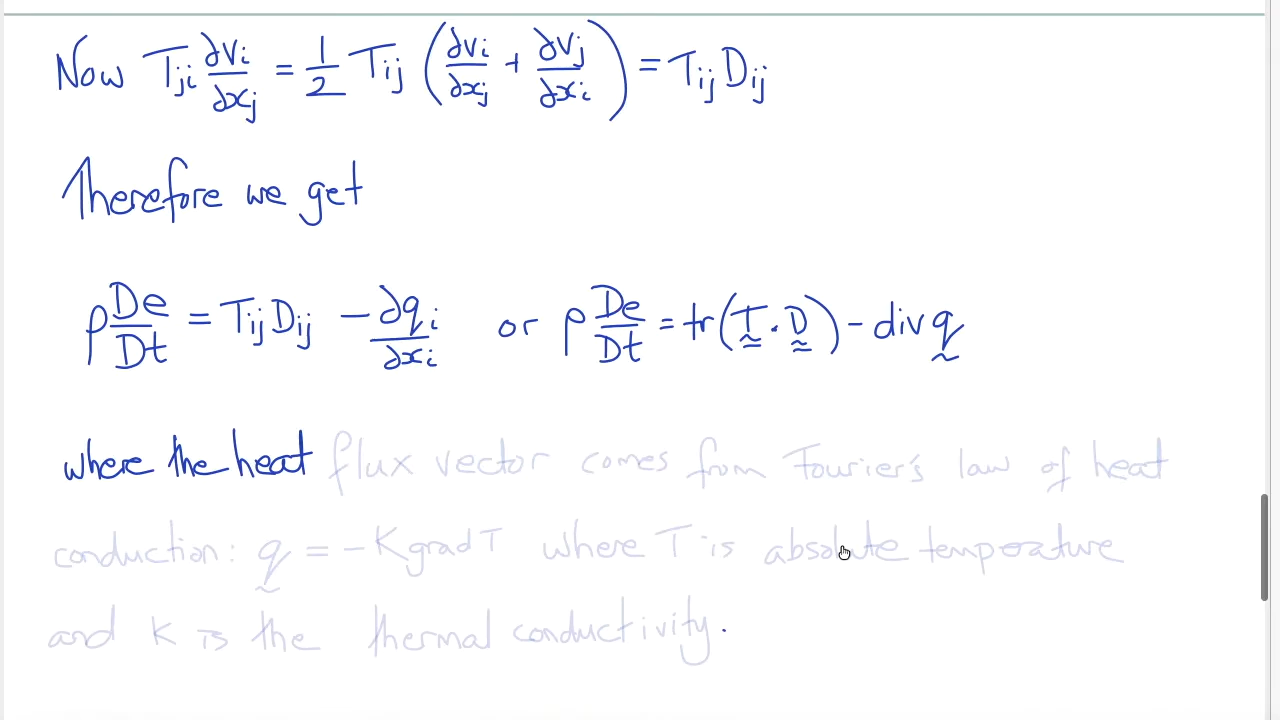 Now T_ji ∂v_i/∂x_j = 1/2 T_ij (∂v_i/∂x_j + ∂v_j/∂x_i) = T_ij D_ij
Therefore we get
ρ De/Dt = T_ij D_ij − ∂q_i/∂x_i or ρ De/Dt = tr(T · D) − div q
where the heat flux vector comes from Fourier's law of heat
conduction: q = − K grad T where T is absolute temperature
and K is the thermal conductivity.